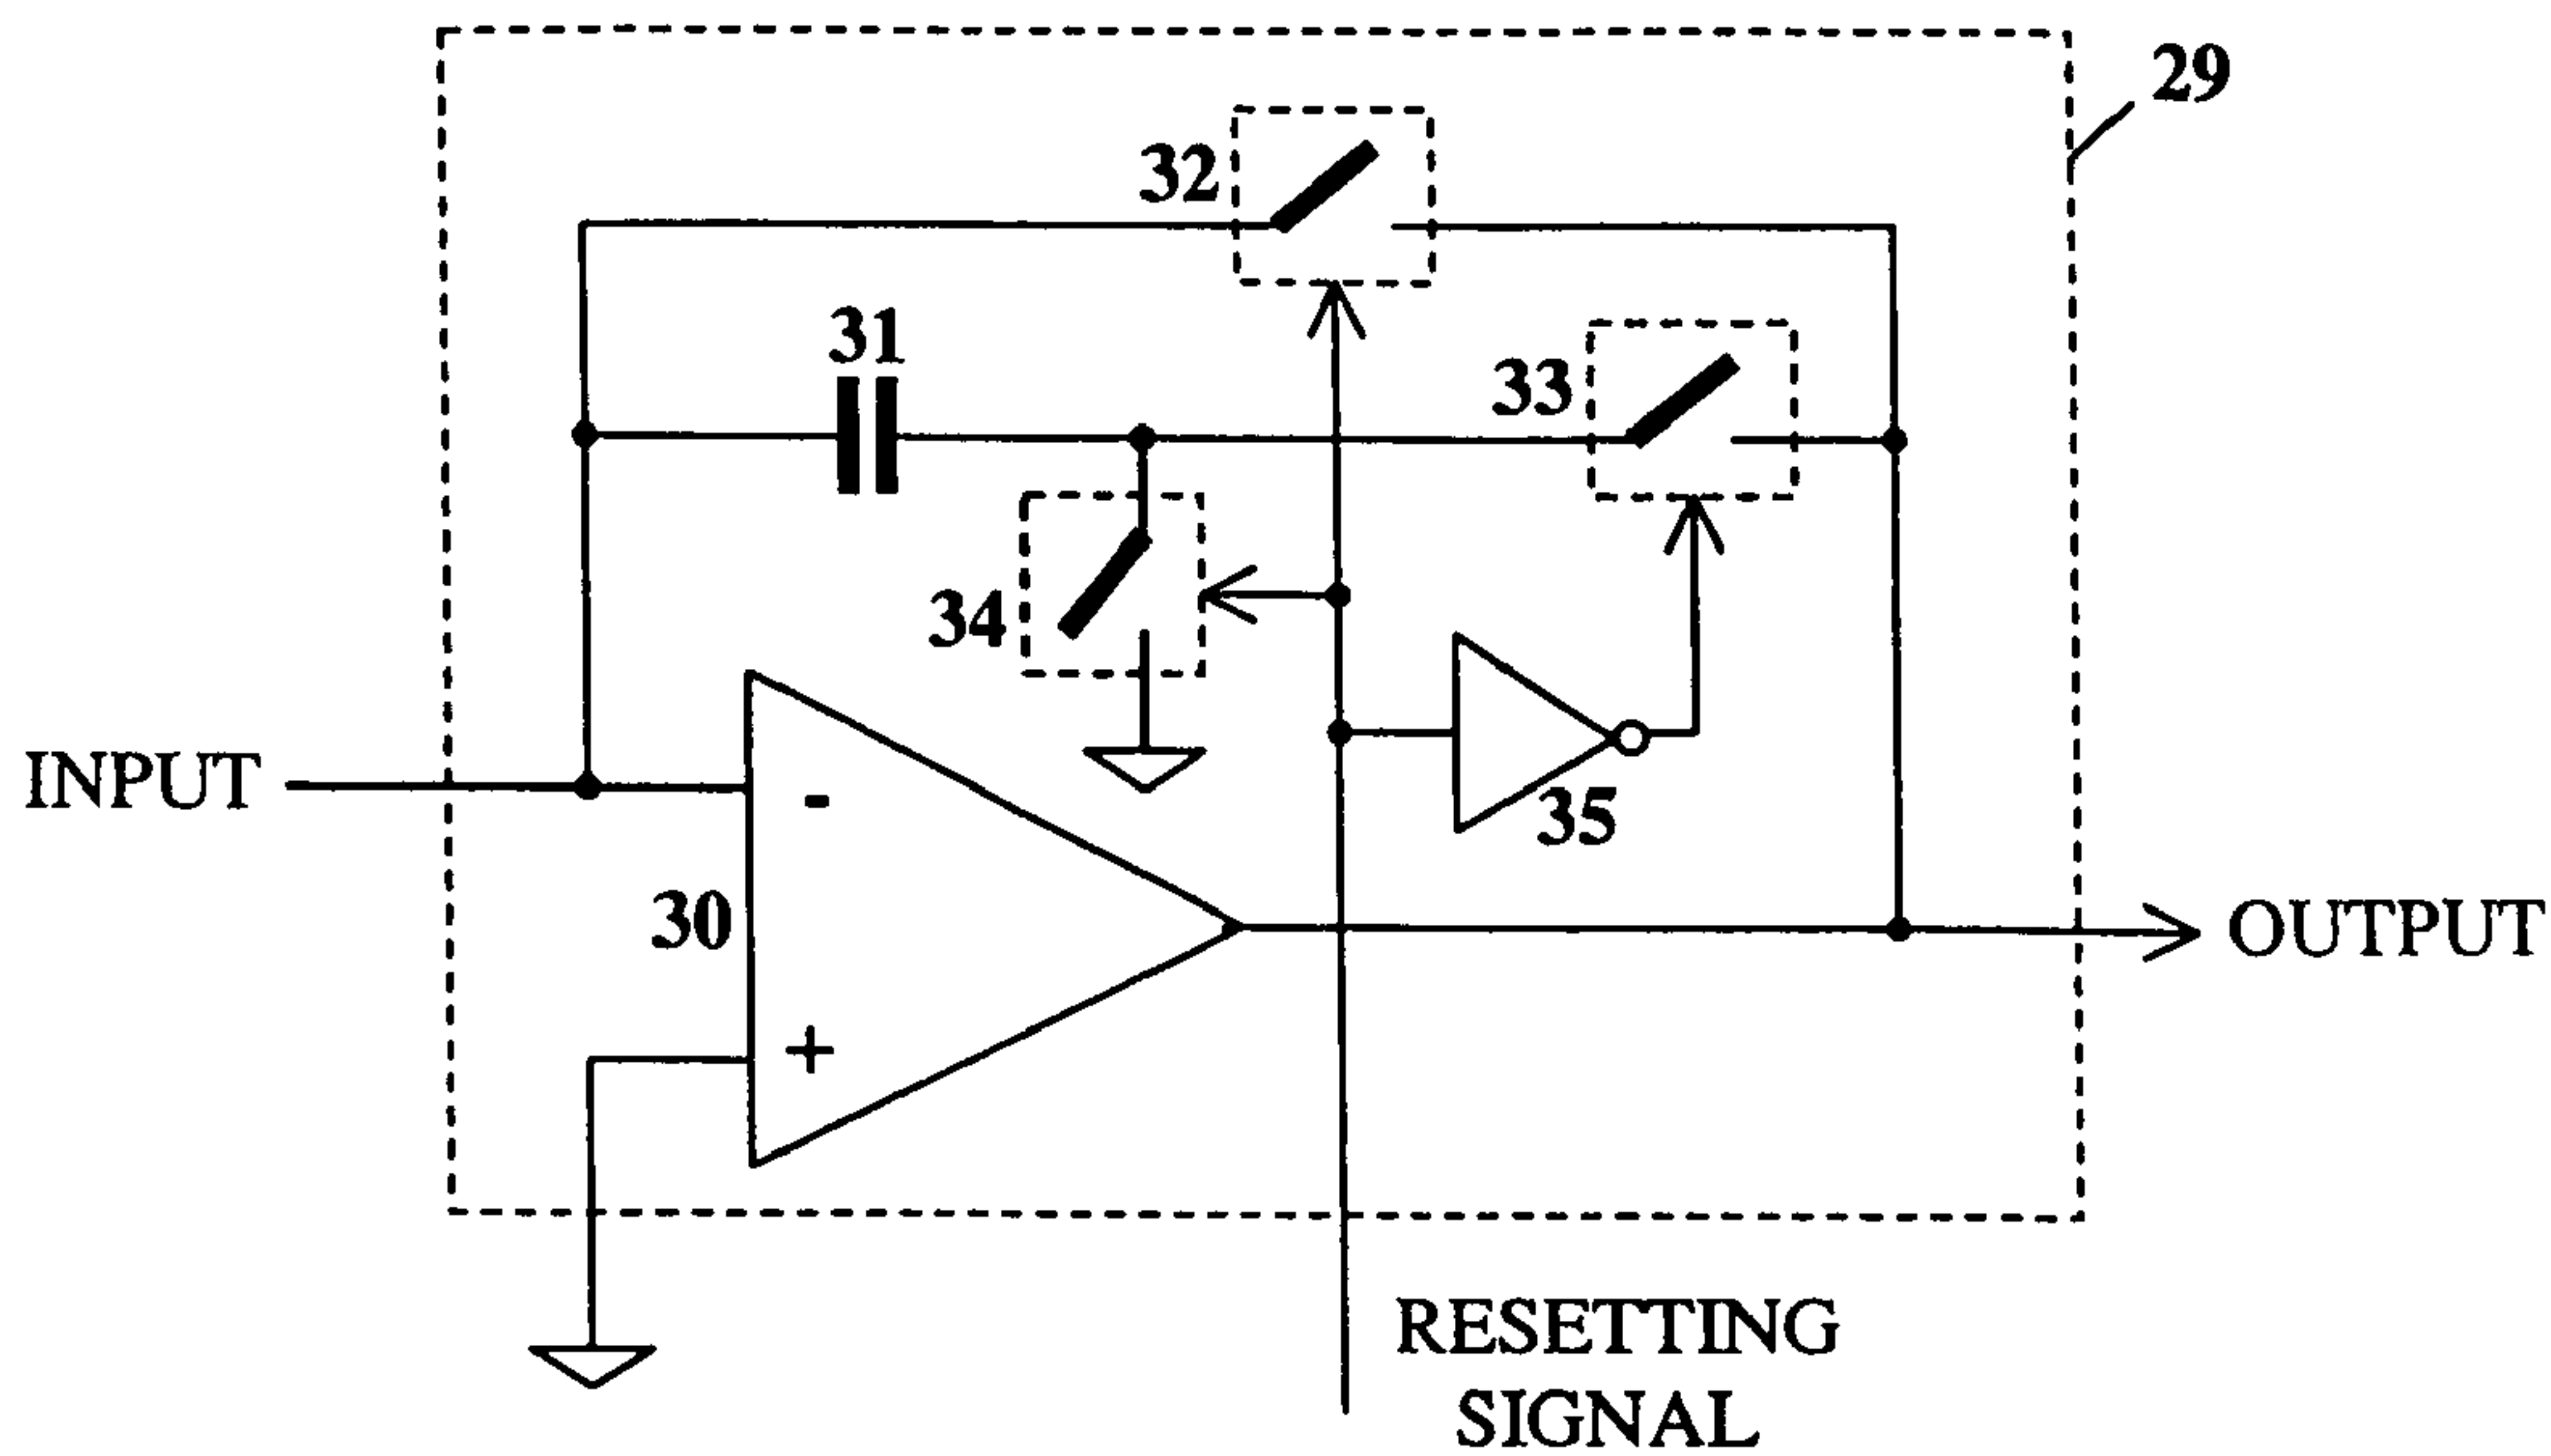 29
32
31
33
34
35
INPUT
-
30
+
OUTPUT
RESETTING
SIGNAL